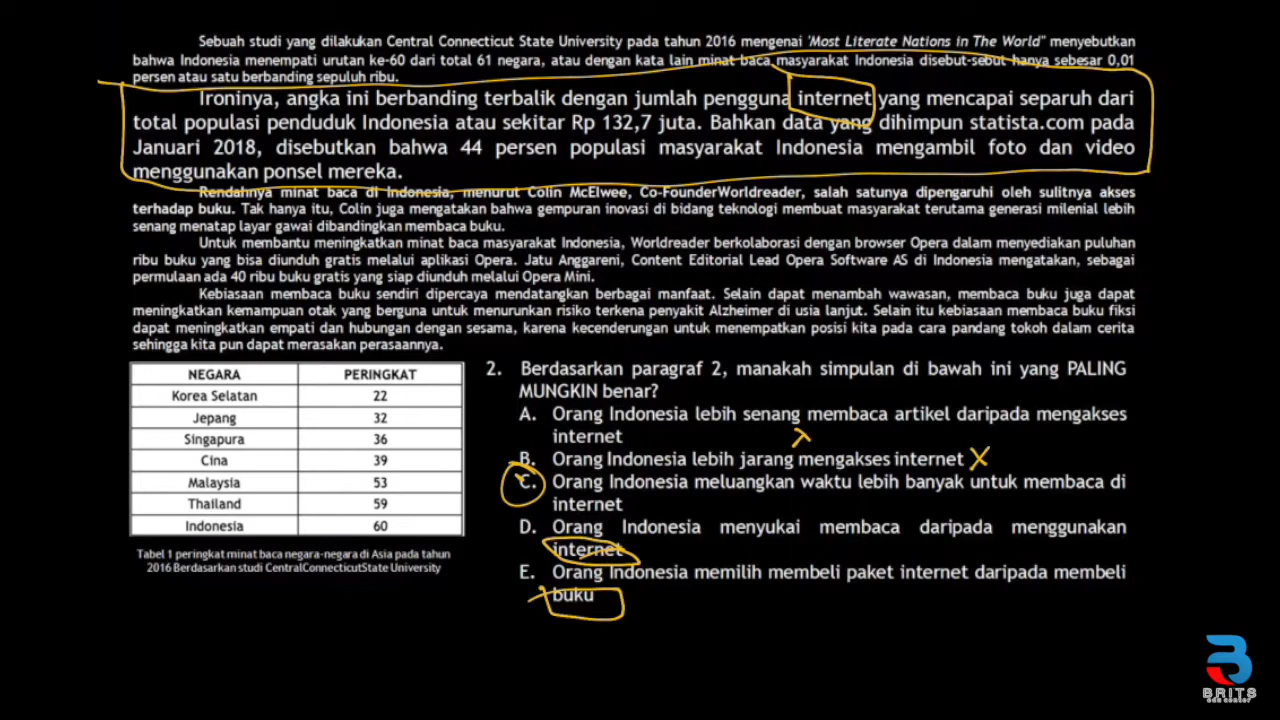 Sebuah studi yang dilakukan Central Connecticut State University pada tahun 2016 mengenai 'Most Literate Nations in The World" menyebutkan
bahwa Indonesia menempati urutan ke-60 dari total 61 negara, atau dengan kata lain minat baca masyarakat Indonesia disebut-sebut hanya sebesar 0,01
persen atau satu berbanding sepuluh ribu.
Ironinya, angka ini berbanding terbalik dengan jumlah pengguna internet yang mencapai separuh dari
total populasi penduduk Indonesia atau sekitar Rp 132,7 juta. Bahkan data yang dihimpun statista.com pada
Januari 2018, disebutkan bahwa 44 persen populasi masyarakat Indonesia mengambil foto dan video
menggunakan ponsel mereka.
Rendahnya minat baca di Indonesia, menurut Colin McElwee, Co-FounderWorldreader, salah satunya dipengaruhi oleh sulitnya akses
terhadap buku. Tak hanya itu, Colin juga mengatakan bahwa gempuran inovasi di bidang teknologi membuat masyarakat terutama generasi milenial lebih
senang menatap layar gawai dibandingkan membaca buku.
Untuk membantu meningkatkan minat baca masyarakat Indonesia, Worldreader berkolaborasi dengan browser Opera dalam menyediakan puluhan
ribu buku yang bisa diunduh gratis melalui aplikasi Opera. Jatu Anggareni, Content Editorial Lead Opera Software AS di Indonesia mengatakan, sebagai
permulaan ada 40 ribu buku gratis yang siap diunduh melalui Opera Mini.
Kebiasaan membaca buku sendiri dipercaya mendatangkan berbagai manfaat. Selain dapat menambah wawasan, membaca buku juga dapat
meningkatkan kemampuan otak yang berguna untuk menurunkan risiko terkena penyakit Alzheimer di usia lanjut. Selain itu kebiasaan membaca buku fiksi
dapat meningkatkan empati dan hubungan dengan sesama, karena kecenderungan untuk menempatkan posisi kita pada cara pandang tokoh dalam cerita
sehingga kita pun dapat merasakan perasaannya.
NEGARA PERINGKAT
Korea Selatan 22
Jepang 32
Singapura 36
Cina 39
Malaysia 53
Thailand 59
Indonesia 60
Tabel 1 peringkat minat baca negara-negara di Asia pada tahun
2016 Berdasarkan studi CentralConnecticutState University
2. Berdasarkan paragraf 2, manakah simpulan di bawah ini yang PALING
MUNGKIN benar?
A. Orang Indonesia lebih senang membaca artikel daripada mengakses
internet
B. Orang Indonesia lebih jarang mengakses internet
C. Orang Indonesia meluangkan waktu lebih banyak untuk membaca di
internet
D. Orang Indonesia menyukai membaca daripada menggunakan
internet
E. Orang Indonesia memilih membeli paket internet daripada membeli
buku
BRITS
edu center